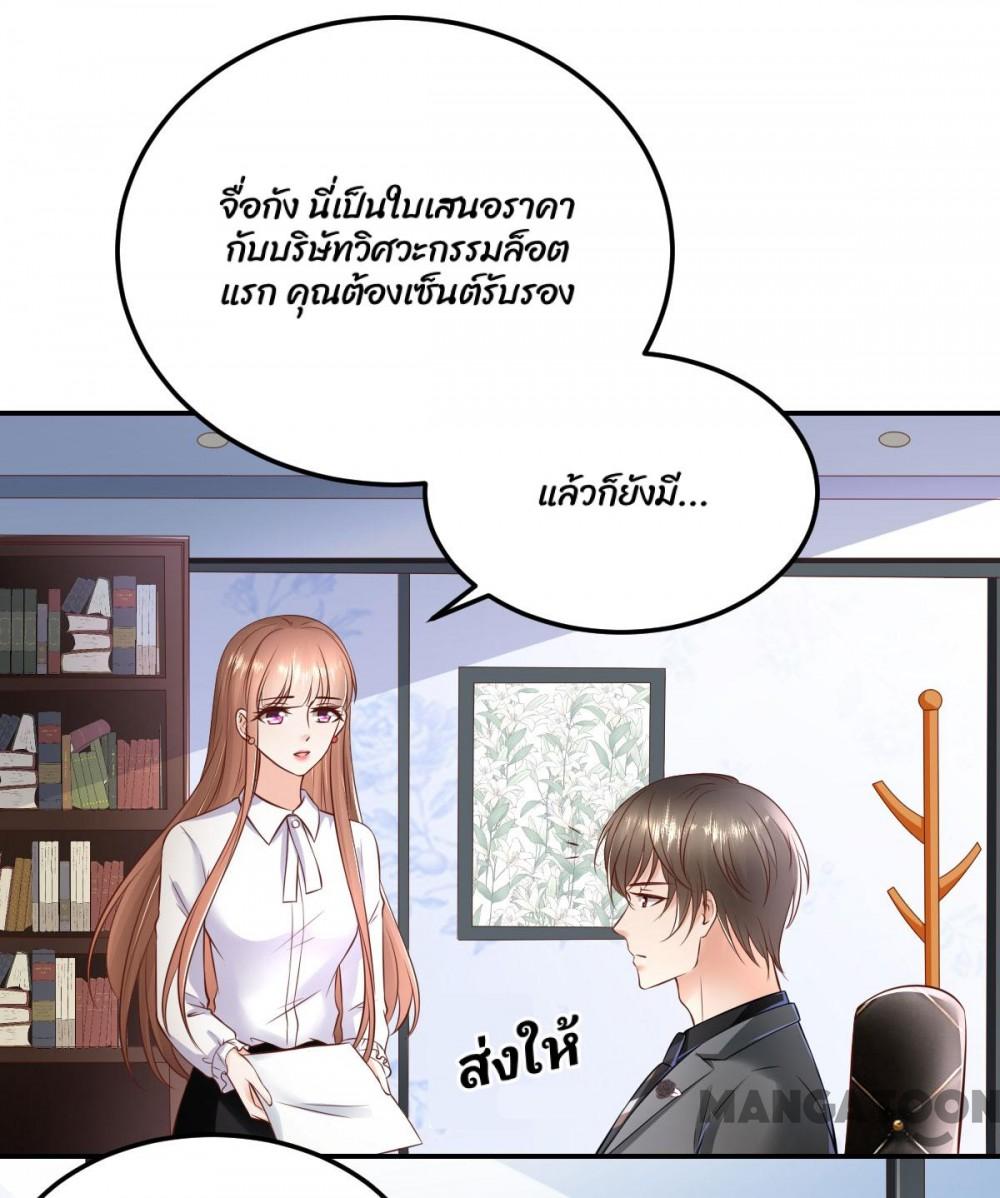 จื่อกัง นี่เป็นใบเสนอราคา
กับบริษัทวิศวะกรรมล็อต
แรก คุณต้องเซ็นต์รับรอง
แล้วก็ยังมี...
ส่งให้
MANGATOON